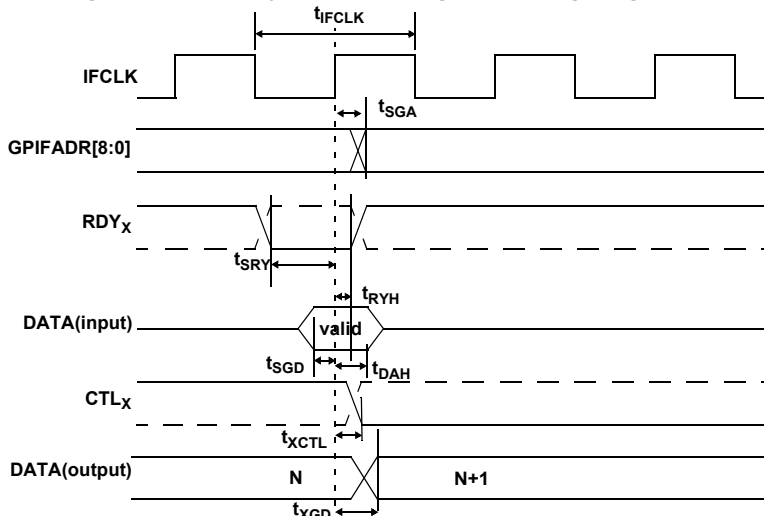 tIFCLK
IFCLK
tSGA
GPIFADR[8:0]
RDYX
tSRY
tRYH
DATA(input)
valid
tSGD
tDAH
CTLX
tXCTL
DATA(output)
N
N+1
tXGD